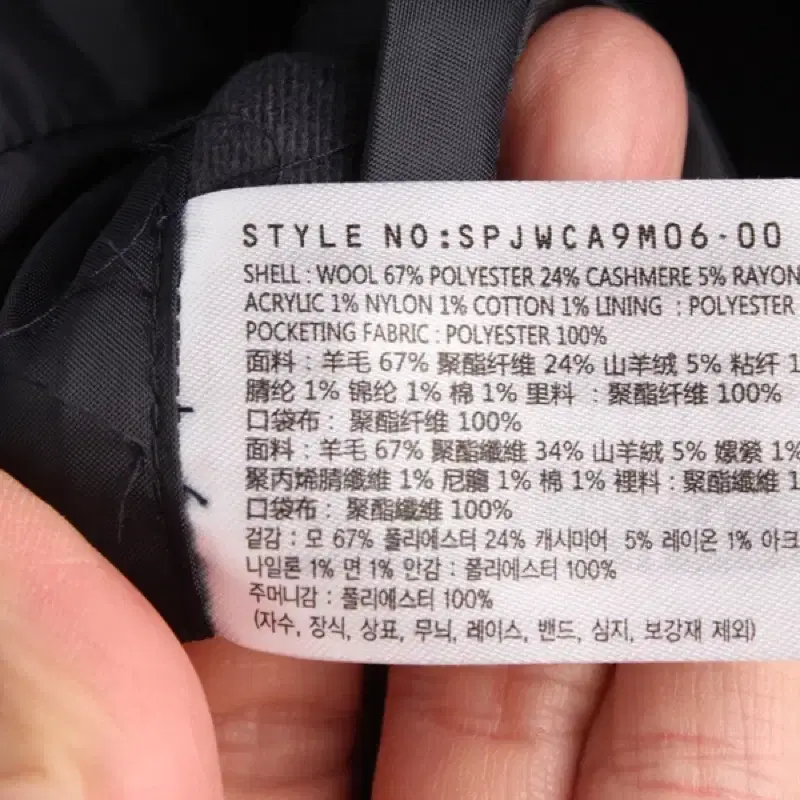 STYLE NO:SPJWCA9M06-00
SHELL : WOOL 67% POLYESTER 24% CASHMERE 5% RAYON
ACRYLIC 1% NYLON 1% COTTON 1% LINING : POLYESTER
POCKETING FABRIC : POLYESTER 100%
面料 : 羊毛 67% 聚酯纤维 24% 山羊绒 5% 粘纤 1
腈纶 1% 锦纶 1% 棉 1% 里料 : 聚酯纤维 100%
口袋布 : 聚酯纤维 100%
面料 : 羊毛 67% 聚酯纖維 34% 山羊絨 5% 嫘縈 1%
聚丙烯腈纖維 1% 尼龍 1% 棉 1% 裡料 : 聚酯纖維 1
口袋布 : 聚酯纖維 100%
겉감 : 모 67% 폴리에스터 24% 캐시미어 5% 레이온 1% 아크
나일론 1% 면 1% 안감 : 폴리에스터 100%
주머니감 : 폴리에스터 100%
(자수, 장식, 상표, 무늬, 레이스, 밴드, 심지, 보강재 제외)